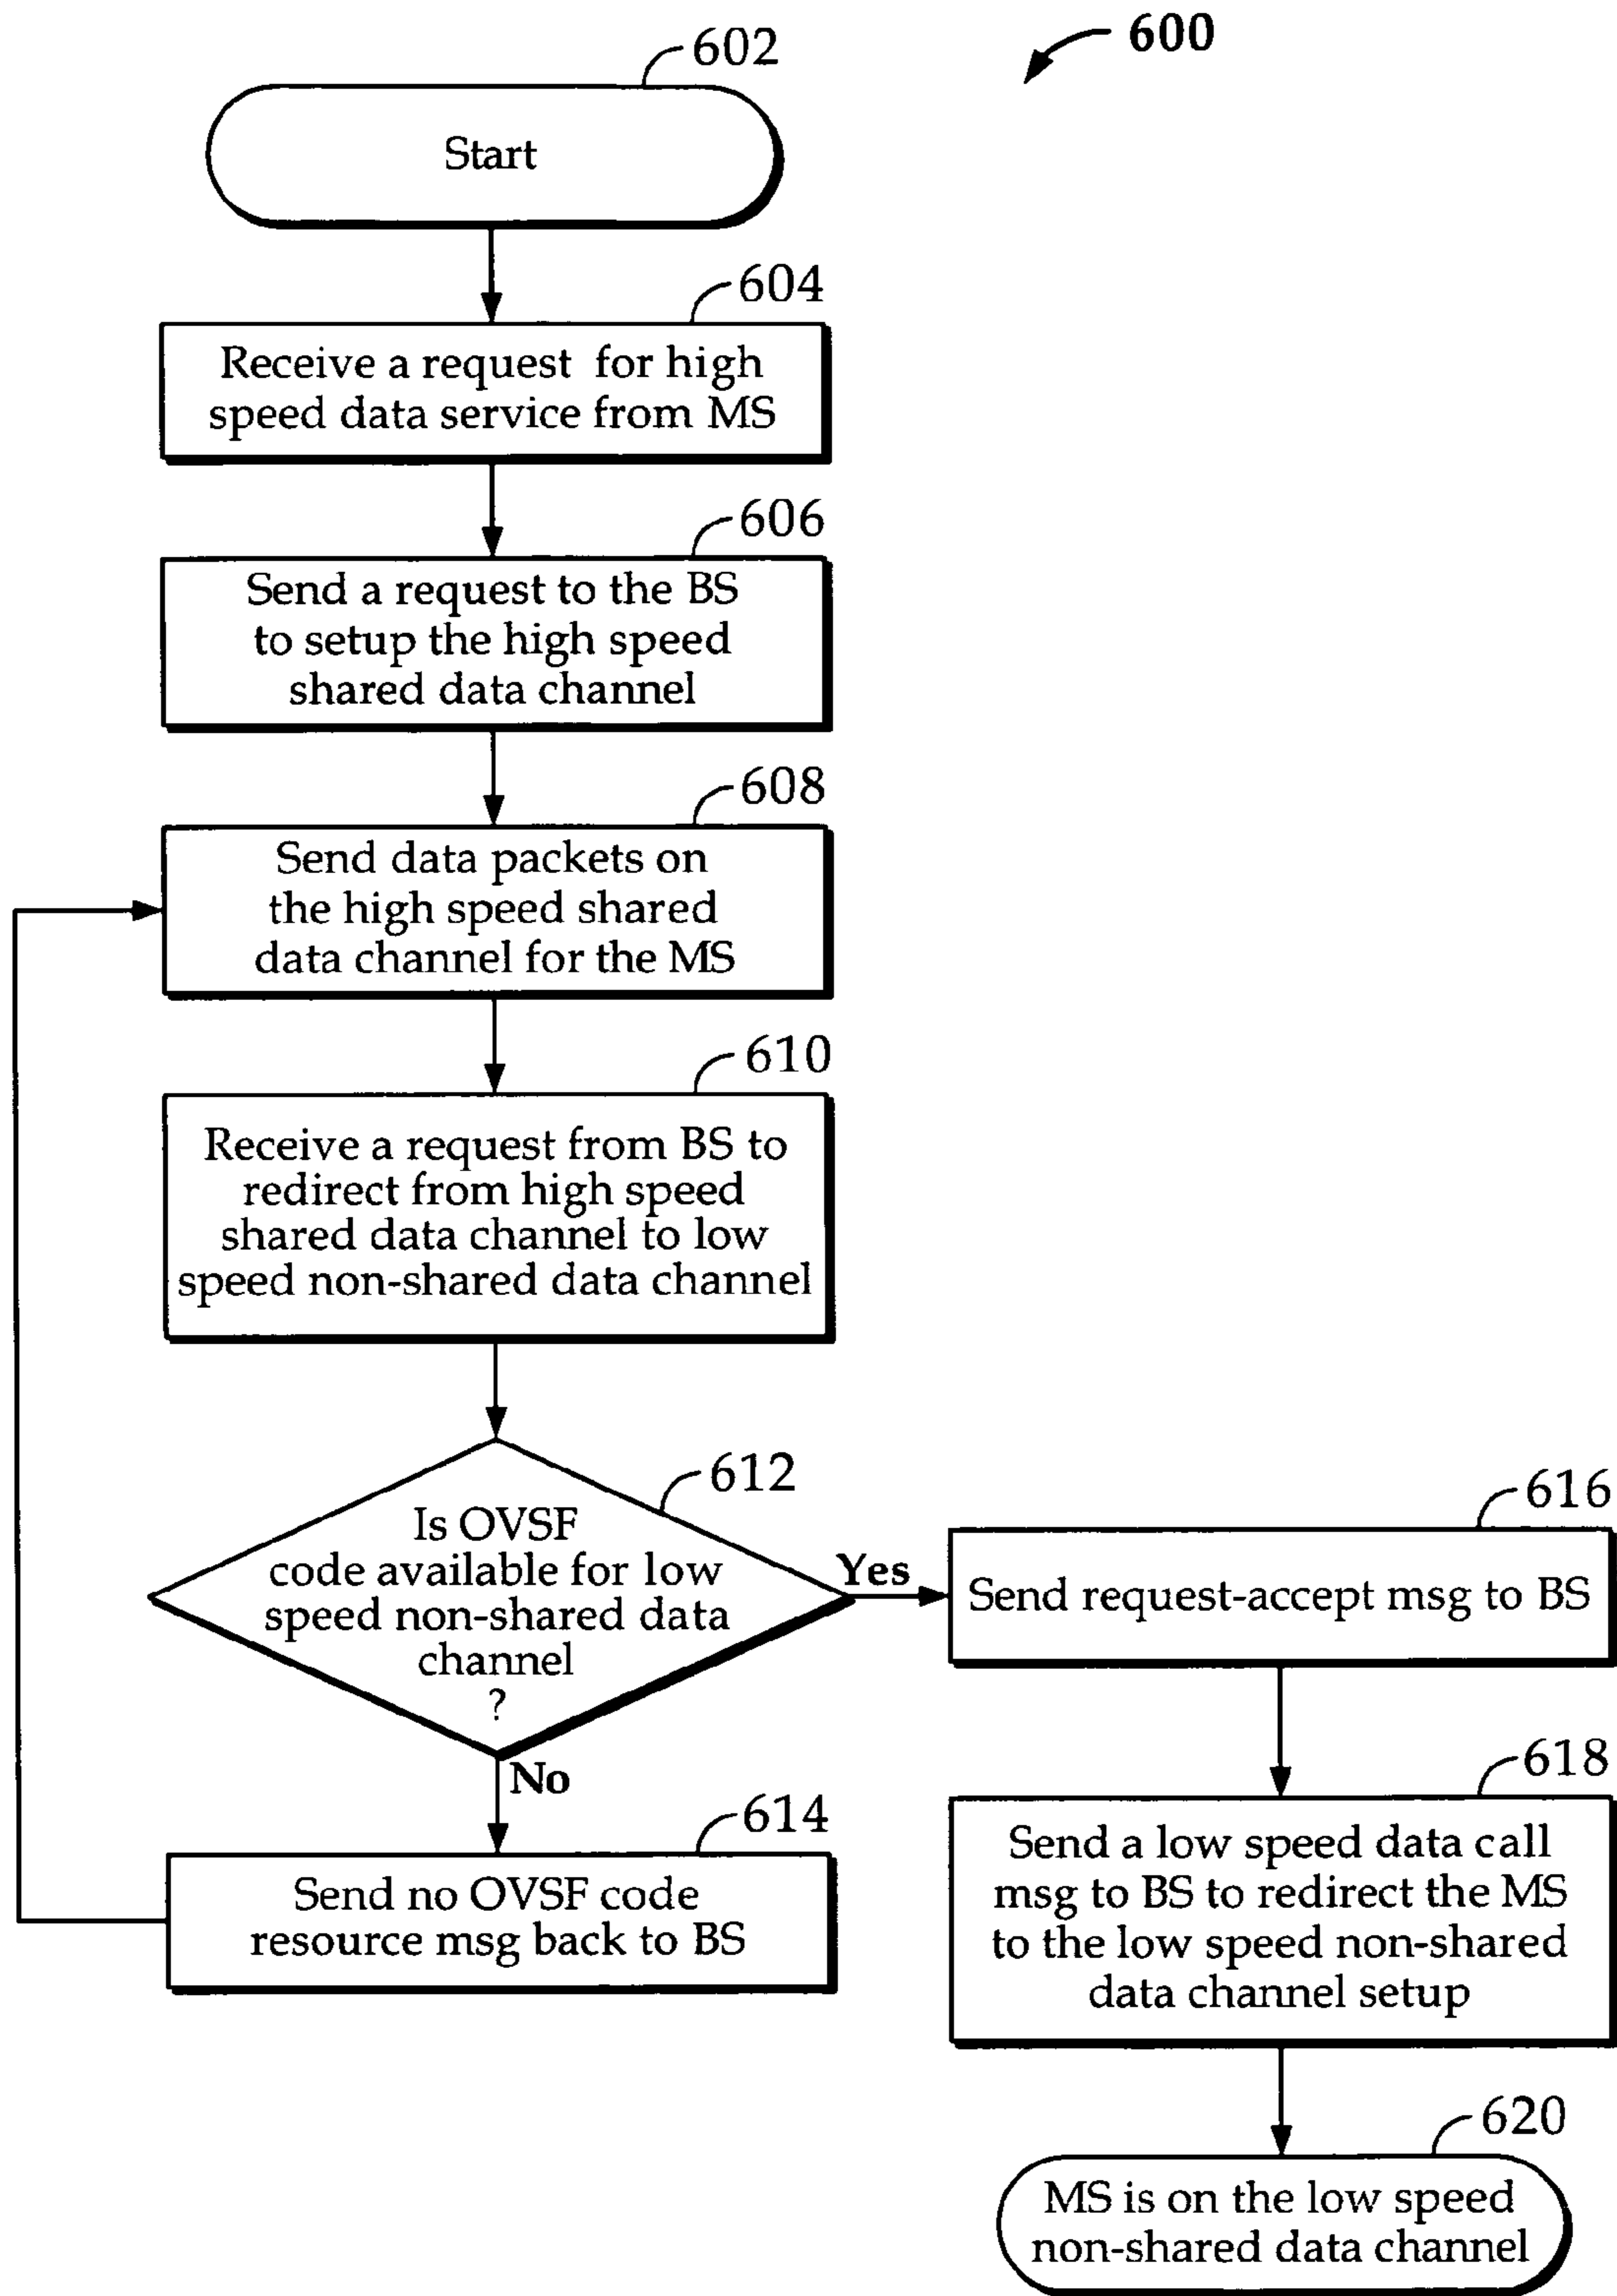 600
602
Start
604
Receive a request for high
speed data service from MS
606
Send a request to the BS
to setup the high speed
shared data channel
608
Send data packets on
the high speed shared
data channel for the MS
610
Receive a request from BS to
redirect from high speed
shared data channel to low
speed non-shared data channel
612
Is OVSF
code available for low
speed non-shared data
channel
?
Yes
No
614
Send no OVSF code
resource msg back to BS
616
Send request-accept msg to BS
618
Send a low speed data call
msg to BS to redirect the MS
to the low speed non-shared
data channel setup
620
MS is on the low speed
non-shared data channel